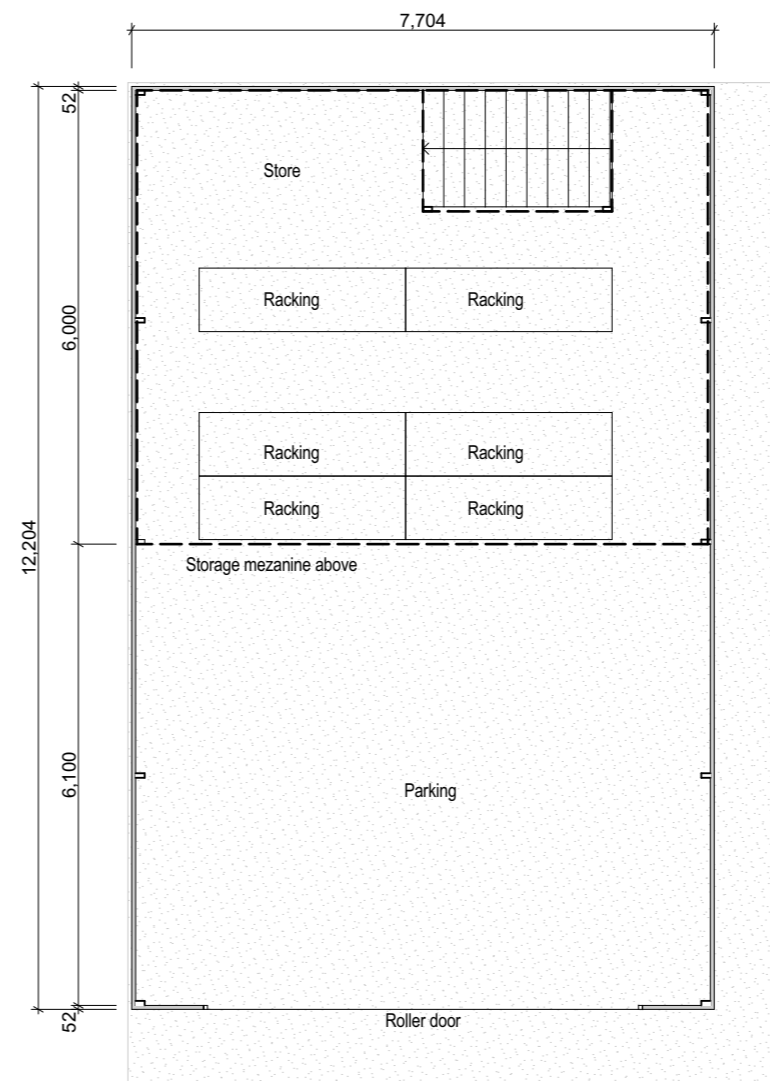 7,704
52
Store
Racking
Racking
6,000
Racking
Racking
Racking
Racking
12,204
Storage mezanine above
6,100
Parking
52
Roller door